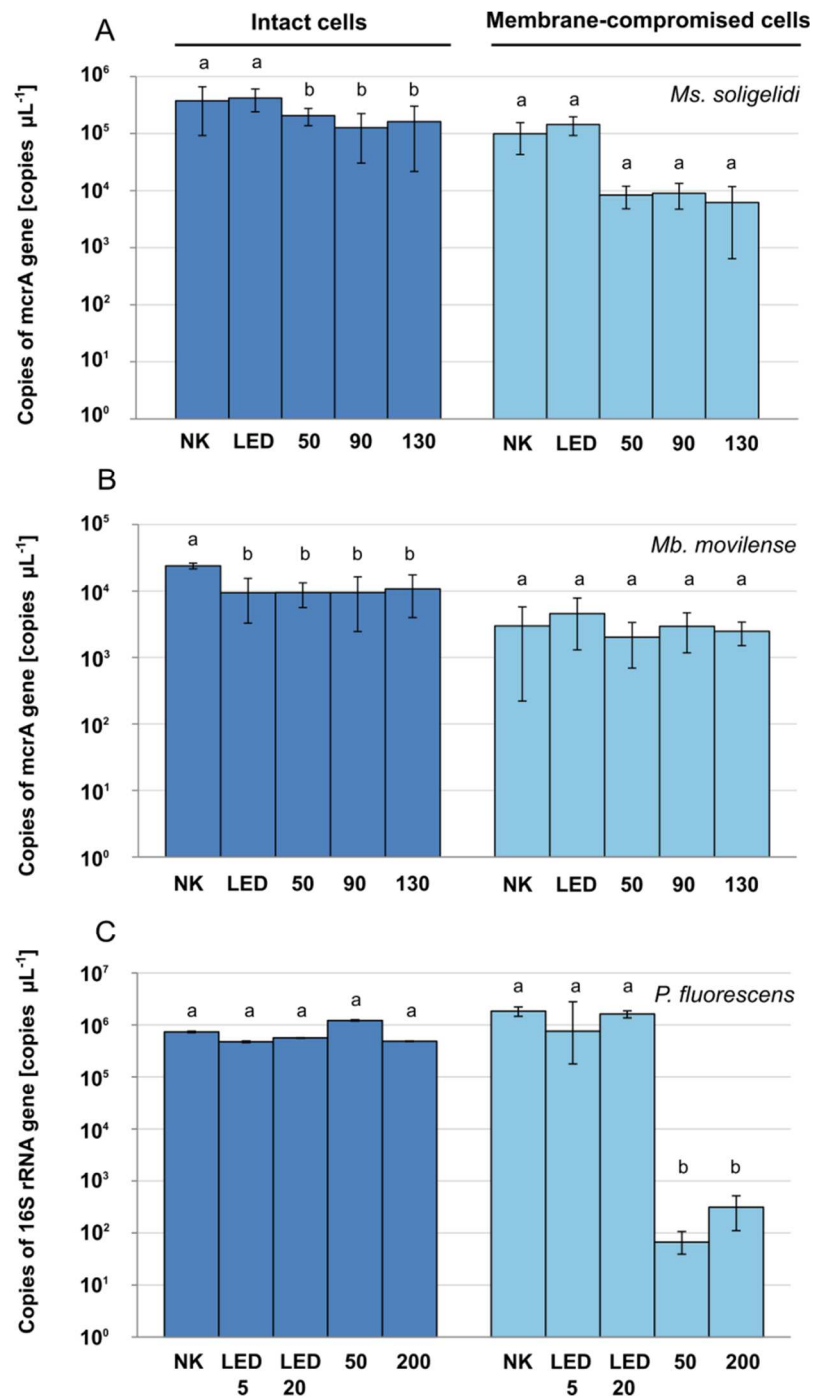 Intact cells
Membrane-compromised cells
A
Copies of mcrA gene [copies µL⁻¹]
10⁶
10⁵
10⁴
10³
10²
10¹
10⁰
a a b b b
a a a a a
Ms. soligelidi
NK LED 50 90 130
NK LED 50 90 130
B
Copies of mcrA gene [copies µL⁻¹]
10⁵
10⁴
10³
10²
10¹
10⁰
a b b b b
a a a a a
Mb. movilense
NK LED 50 90 130
NK LED 50 90 130
C
Copies of 16S rRNA gene [copies µL⁻¹]
10⁷
10⁶
10⁵
10⁴
10³
10²
10¹
10⁰
a a a a a
a a a b b
P. fluorescens
NK LED LED 50 200
5 20
NK LED LED 50 200
5 20